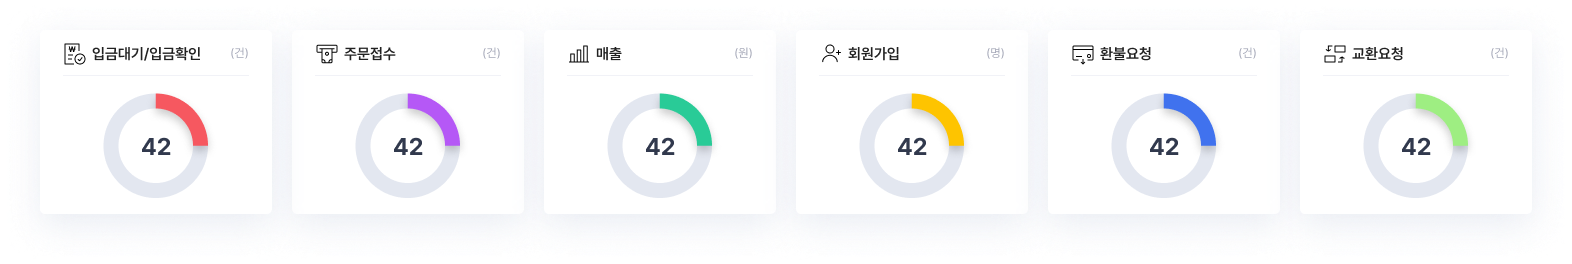 입금대기/입금확인 (건)
42
주문접수 (건)
42
매출 (원)
42
회원가입 (명)
42
환불요청 (건)
42
교환요청 (건)
42